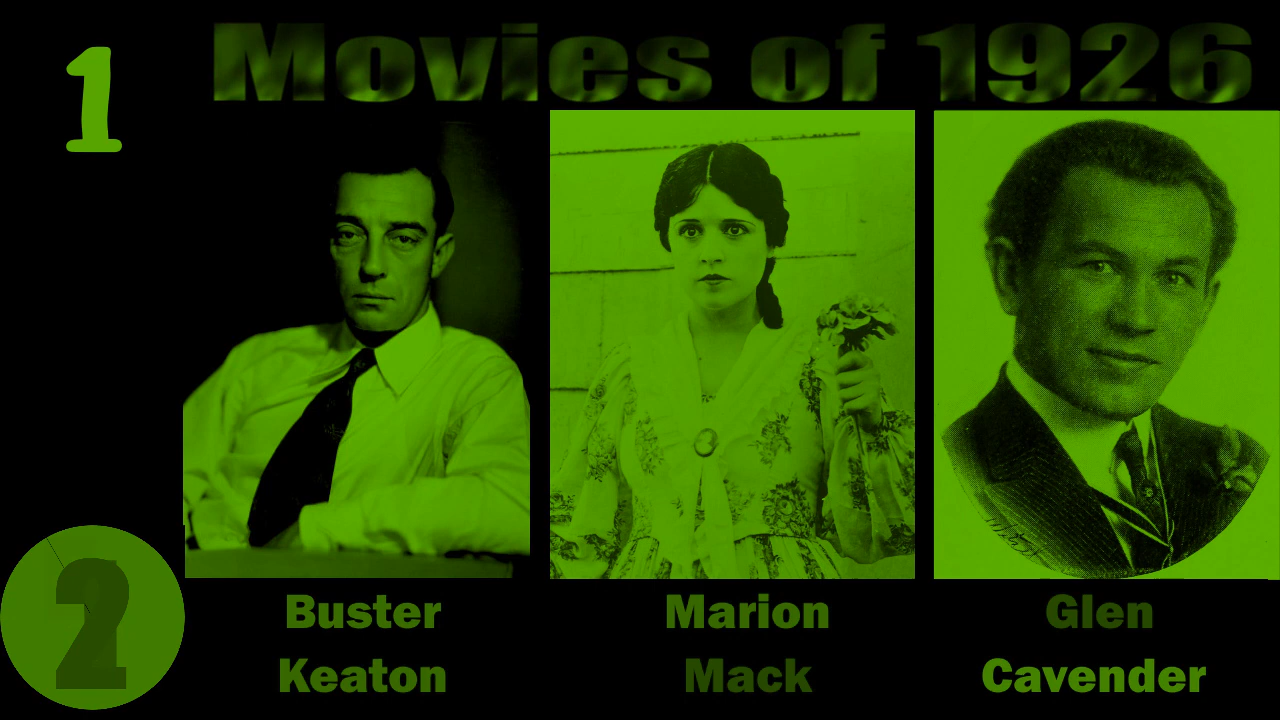 1
Movies of 1926
2
Buster
Keaton
Marion
Mack
Glen
Cavender